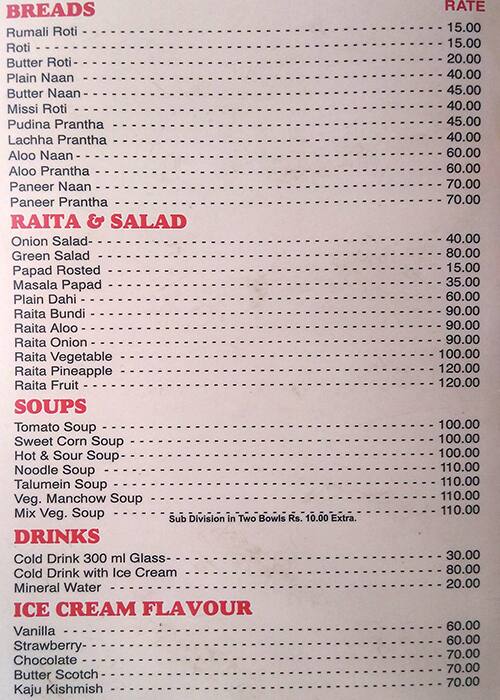 BREADS RATE
Rumali Roti 15.00
Roti 15.00
Butter Roti 20.00
Plain Naan 40.00
Butter Naan 45.00
Missi Roti 40.00
Pudina Prantha 45.00
Lachha Prantha 40.00
Aloo Naan 60.00
Aloo Prantha 60.00
Paneer Naan 70.00
Paneer Prantha 70.00
RAITA & SALAD
Onion Salad 40.00
Green Salad 80.00
Papad Rosted 15.00
Masala Papad 35.00
Plain Dahi 60.00
Raita Bundi 90.00
Raita Aloo 90.00
Raita Onion 90.00
Raita Vegetable 100.00
Raita Pineapple 120.00
Raita Fruit 120.00
SOUPS
Tomato Soup 100.00
Sweet Corn Soup 100.00
Hot & Sour Soup 100.00
Noodle Soup 110.00
Talumein Soup 110.00
Veg. Manchow Soup 110.00
Mix Veg. Soup 110.00
Sub Division in Two Bowls Rs. 10.00 Extra.
DRINKS
Cold Drink 300 ml Glass 30.00
Cold Drink with Ice Cream 80.00
Mineral Water 20.00
ICE CREAM FLAVOUR
Vanilla 60.00
Strawberry 60.00
Chocolate 70.00
Butter Scotch 70.00
Kaju Kishmish 70.00